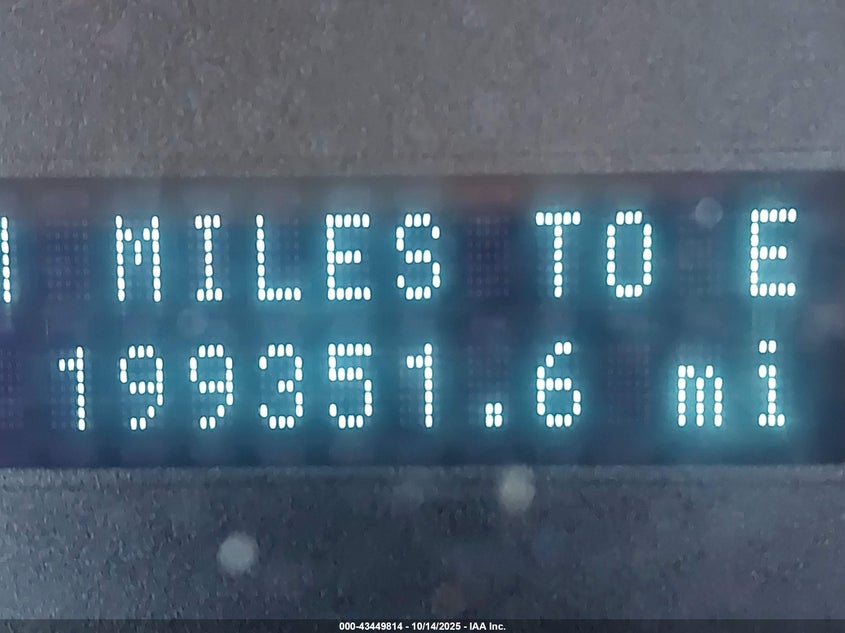 MILES TO E
199351.6 mi
000-43449814 - 10/14/2025 - IAA Inc.